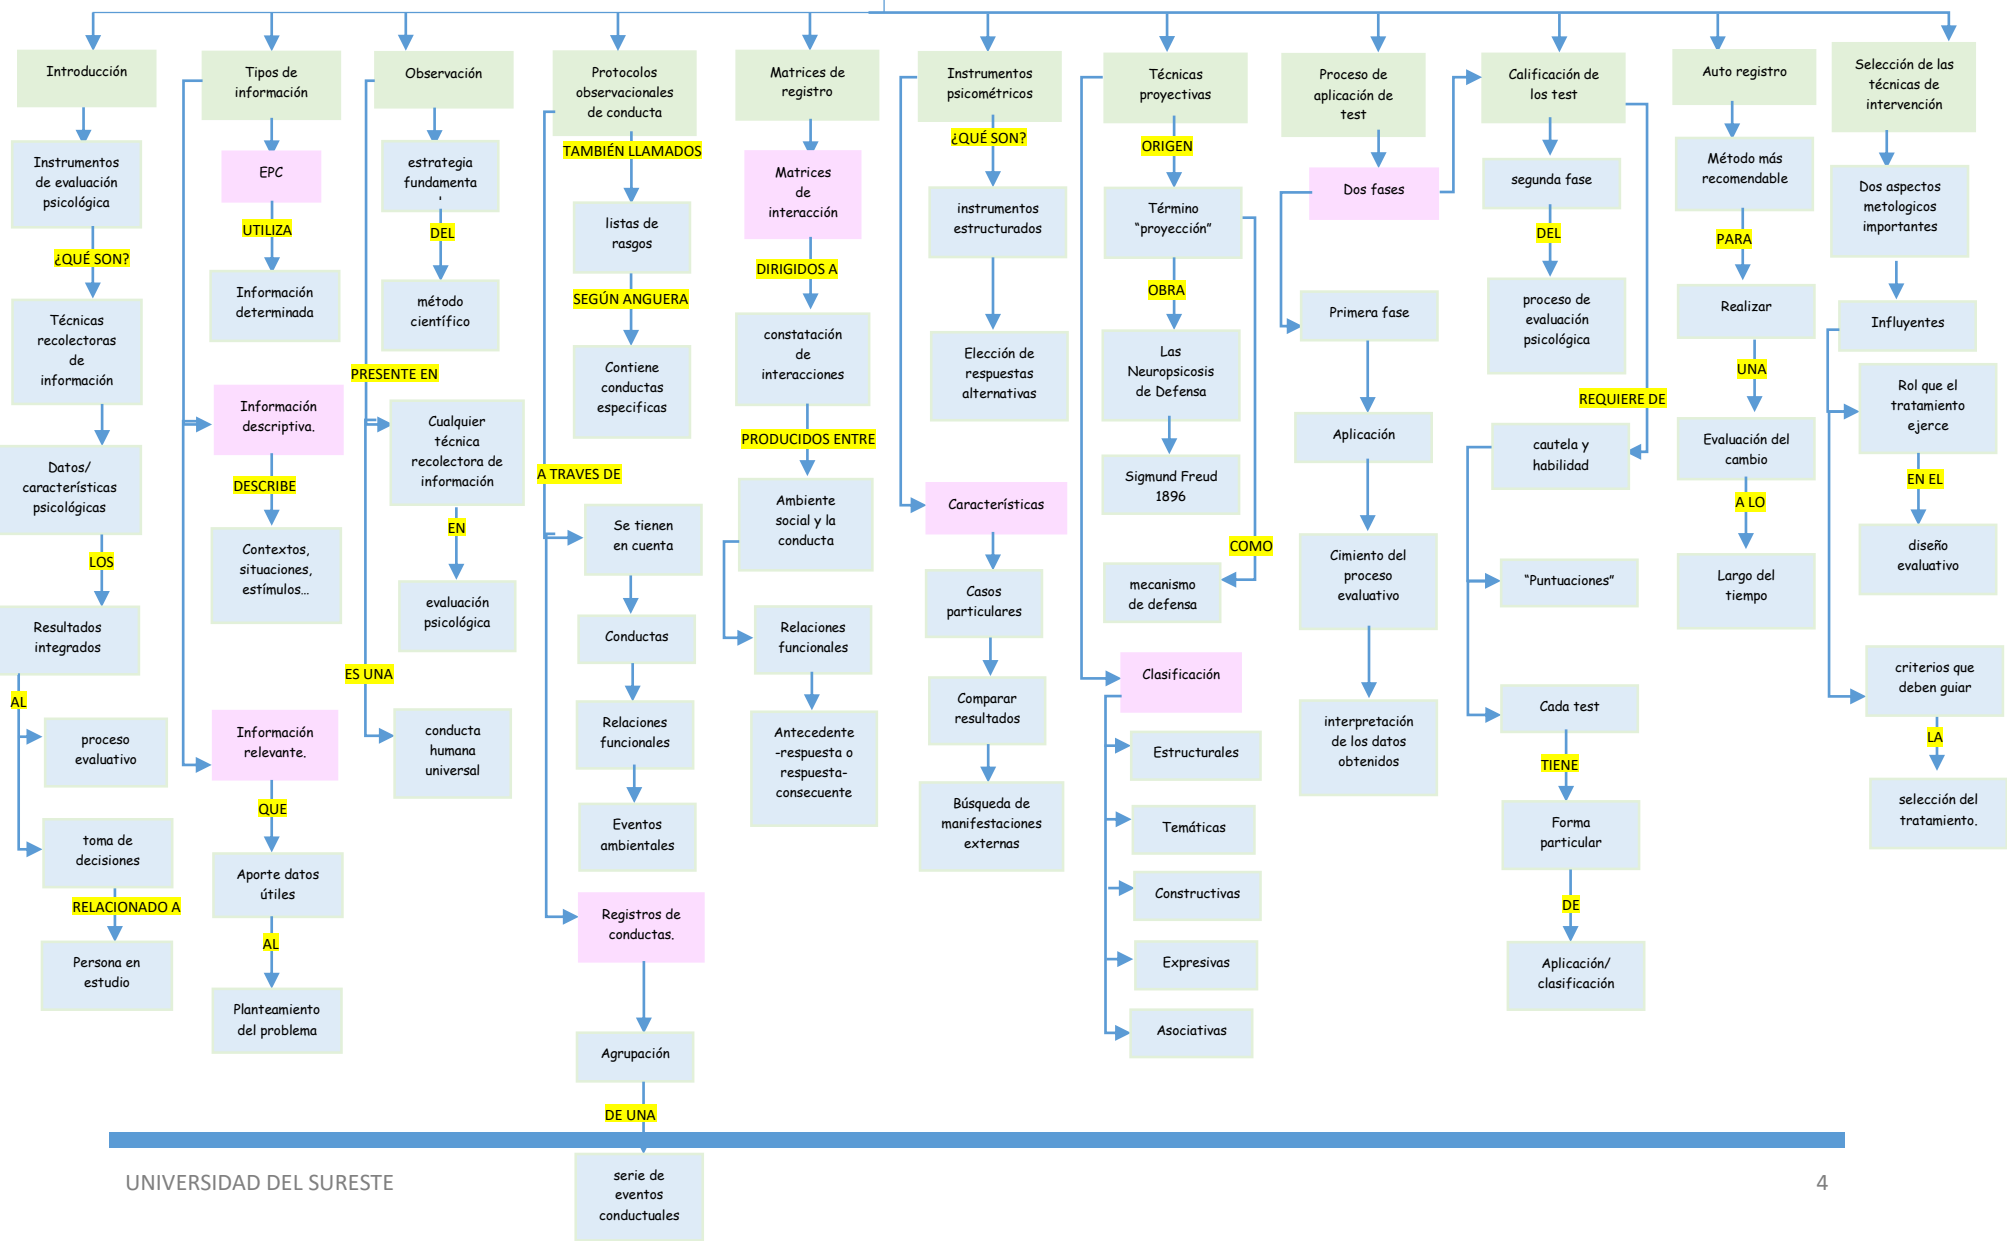 Introducción
Instrumentos
de evaluación
psicológica
¿QUÉ SON?
Técnicas
recolectoras
de
información
Datos/
características
psicológicas
LOS
Resultados
integrados
AL
proceso
evaluativo
toma de
decisiones
RELACIONADO A
Persona en
estudio
Tipos de
información
EPC
UTILIZA
Información
determinada
Información
descriptiva.
DESCRIBE
Contextos,
situaciones,
estímulos...
Información
relevante.
QUE
Aporte datos
útiles
AL
Planteamiento
del problema
Observación
estrategia
fundamenta
DEL
método
científico
PRESENTE EN
Cualquier
técnica
recolectora de
información
EN
evaluación
psicológica
ES UNA
conducta
humana
universal
Protocolos
observacionales
de conducta
TAMBIÉN LLAMADOS
listas de
rasgos
SEGÚN ANGUERA
Contiene
conductas
especificas
A TRAVES DE
Se tienen
en cuenta
Conductas
Relaciones
funcionales
Eventos
ambientales
Registros de
conductas.
Agrupación
DE UNA
serie de
eventos
conductuales
Matrices de
registro
Matrices
de
interacción
DIRIGIDOS A
constatación
de
interacciones
PRODUCIDOS ENTRE
Ambiente
social y la
conducta
Relaciones
funcionales
Antecedente
-respuesta o
respuesta-
consecuente
Instrumentos
psicométricos
¿QUÉ SON?
instrumentos
estructurados
Elección de
respuestas
alternativas
Características
Casos
particulares
Comparar
resultados
Búsqueda de
manifestaciones
externas
Técnicas
proyectivas
ORIGEN
Término
“proyección”
OBRA
Las
Neuropsicosis
de Defensa
Sigmund Freud
1896
COMO
mecanismo
de defensa
Clasificación
Estructurales
Temáticas
Constructivas
Expresivas
Asociativas
Proceso de
aplicación de
test
Dos fases
Primera fase
Aplicación
Cimiento del
proceso
evaluativo
interpretación
de los datos
obtenidos
Calificación de
los test
segunda fase
DEL
proceso de
evaluación
psicológica
REQUIERE DE
cautela y
habilidad
“Puntuaciones”
Cada test
TIENE
Forma
particular
DE
Aplicación/
clasificación
Auto registro
Método más
recomendable
PARA
Realizar
UNA
Evaluación del
cambio
A LO
Largo del
tiempo
Selección de las
técnicas de
intervención
Dos aspectos
metologicos
importantes
Influyentes
Rol que el
tratamiento
ejerce
EN EL
diseño
evaluativo
criterios que
deben guiar
LA
selección del
tratamiento.
UNIVERSIDAD DEL SURESTE
4